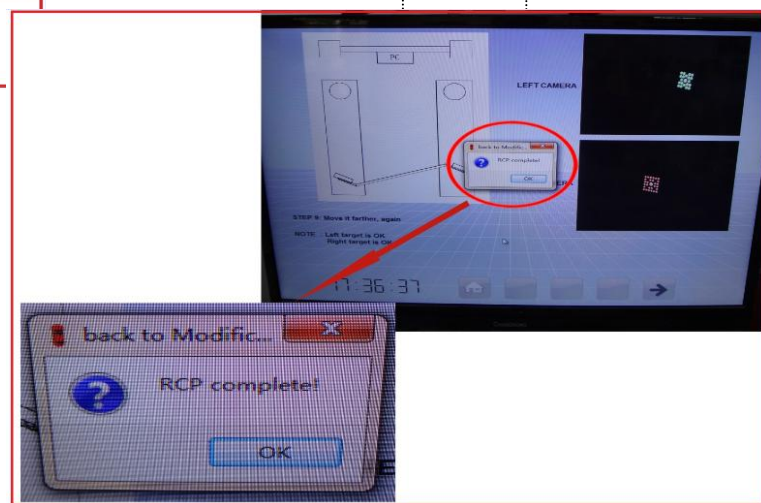 PC
LEFT CAMERA
back to Modific...
RCP complete!
OK
STEP 6: Move it farther, again
NOTE : Left target is OK.
Right target is OK
17:36:37
back to Modific...
RCP complete!
OK